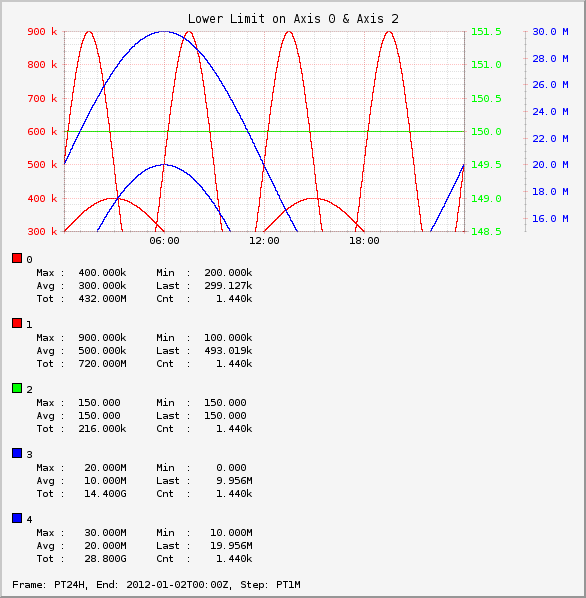 Lower Limit on Axis 0 & Axis 2
900 k 151.5 30.0 M
28.0 M
800 k 151.0
26.0 M
700 k 150.5
24.0 M
600 k 150.0
22.0 M
500 k 149.5 20.0 M
18.0 M
400 k 149.0
16.0 M
300 k 148.5
06:00 12:00 18:00
0
Max : 400.000k Min : 200.000k
Avg : 300.000k Last : 299.127k
Tot : 432.000M Cnt : 1.440k
1
Max : 900.000k Min : 100.000k
Avg : 500.000k Last : 493.019k
Tot : 720.000M Cnt : 1.440k
2
Max : 150.000 Min : 150.000
Avg : 150.000 Last : 150.000
Tot : 216.000k Cnt : 1.440k
3
Max : 20.000M Min : 0.000
Avg : 10.000M Last : 9.956M
Tot : 14.400G Cnt : 1.440k
4
Max : 30.000M Min : 10.000M
Avg : 20.000M Last : 19.956M
Tot : 28.800G Cnt : 1.440k
Frame: PT24H, End: 2012-01-02T00:00Z, Step: PT1M